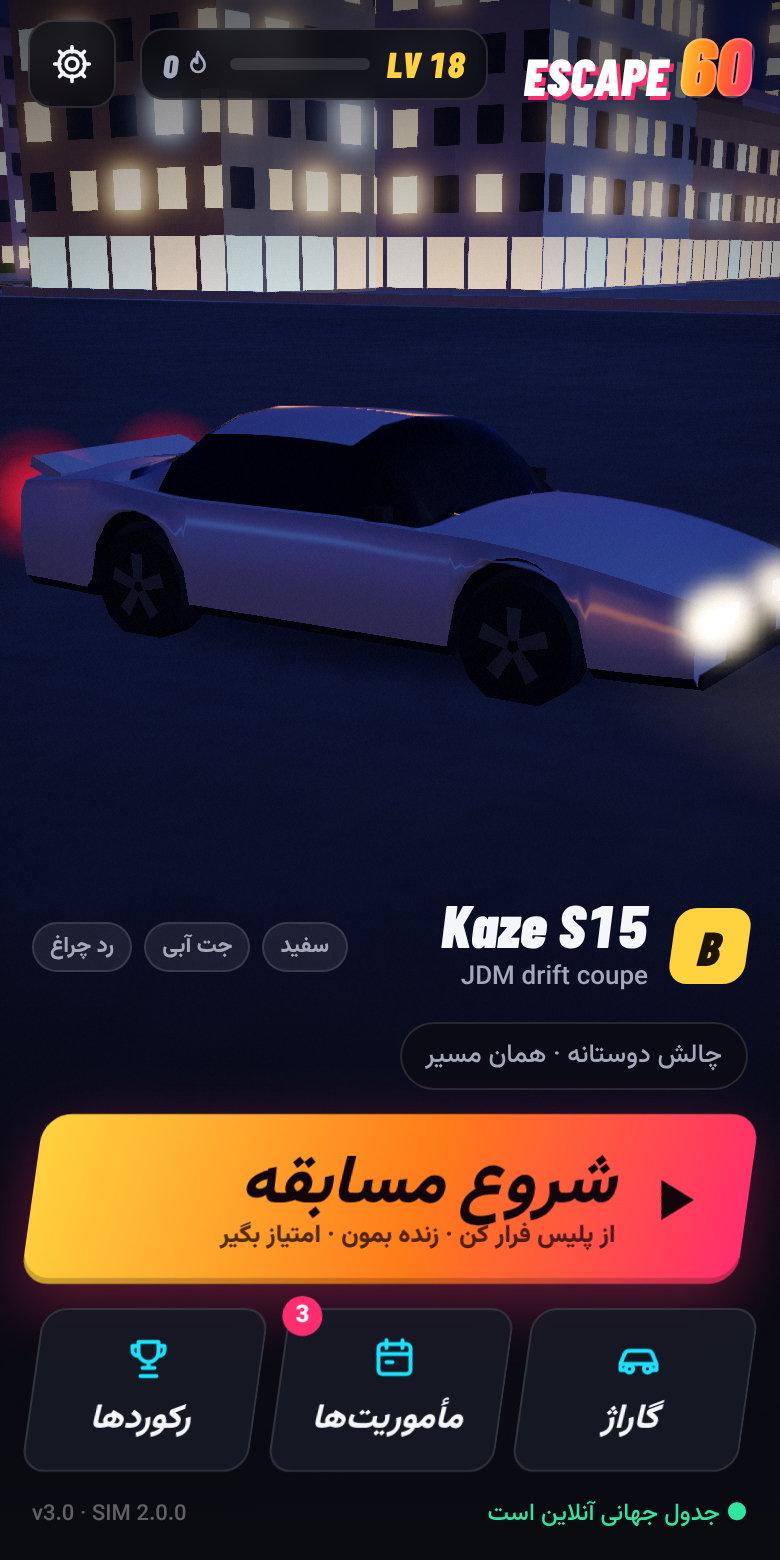 0
LV 18
ESCAPE 60
B
Kaze S15
JDM drift coupe
سفید
جت آبی
رد چراغ
چالش دوستانه · همان مسیر
شروع مسابقه
از پلیس فرار کن · زنده بمون · امتیاز بگیر
گاراژ
3
مأموریت‌ها
رکوردها
جدول جهانی آنلاین است
v3.0 · SIM 2.0.0